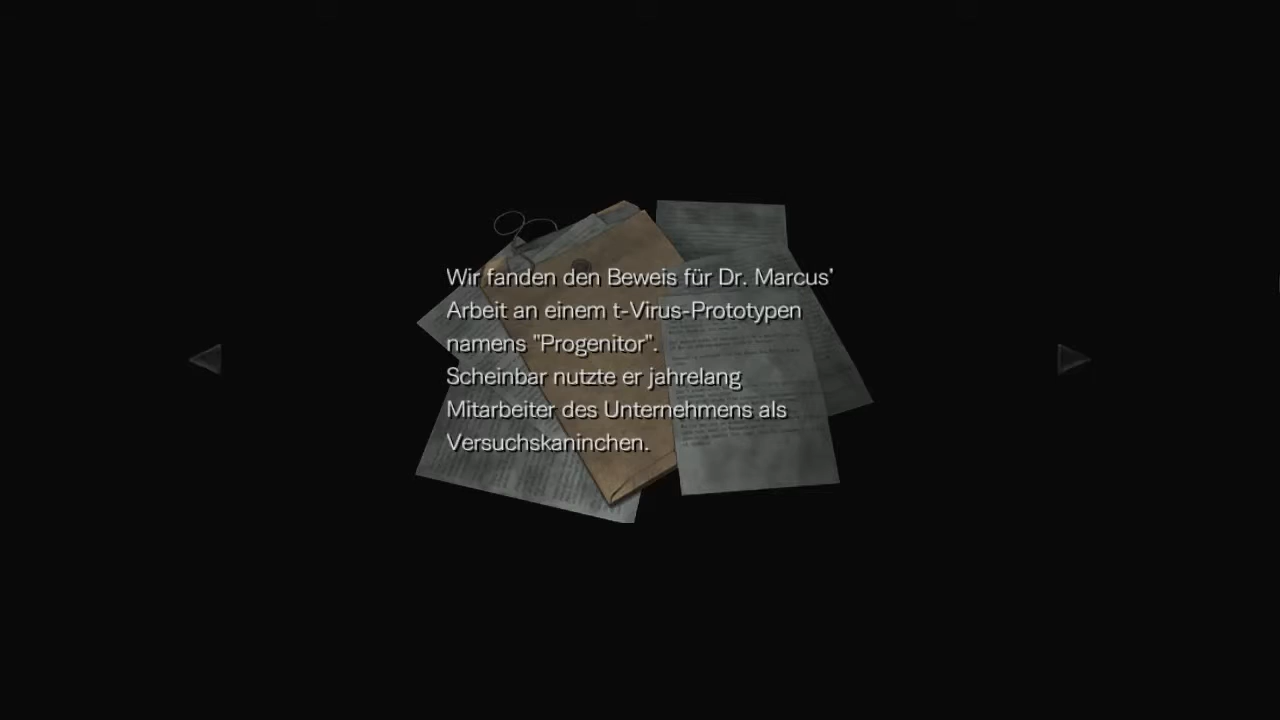 Wir fanden den Beweis für Dr. Marcus'
Arbeit an einem t-Virus-Prototypen
namens "Progenitor".
Scheinbar nutzte er jahrelang
Mitarbeiter des Unternehmens als
Versuchskaninchen.